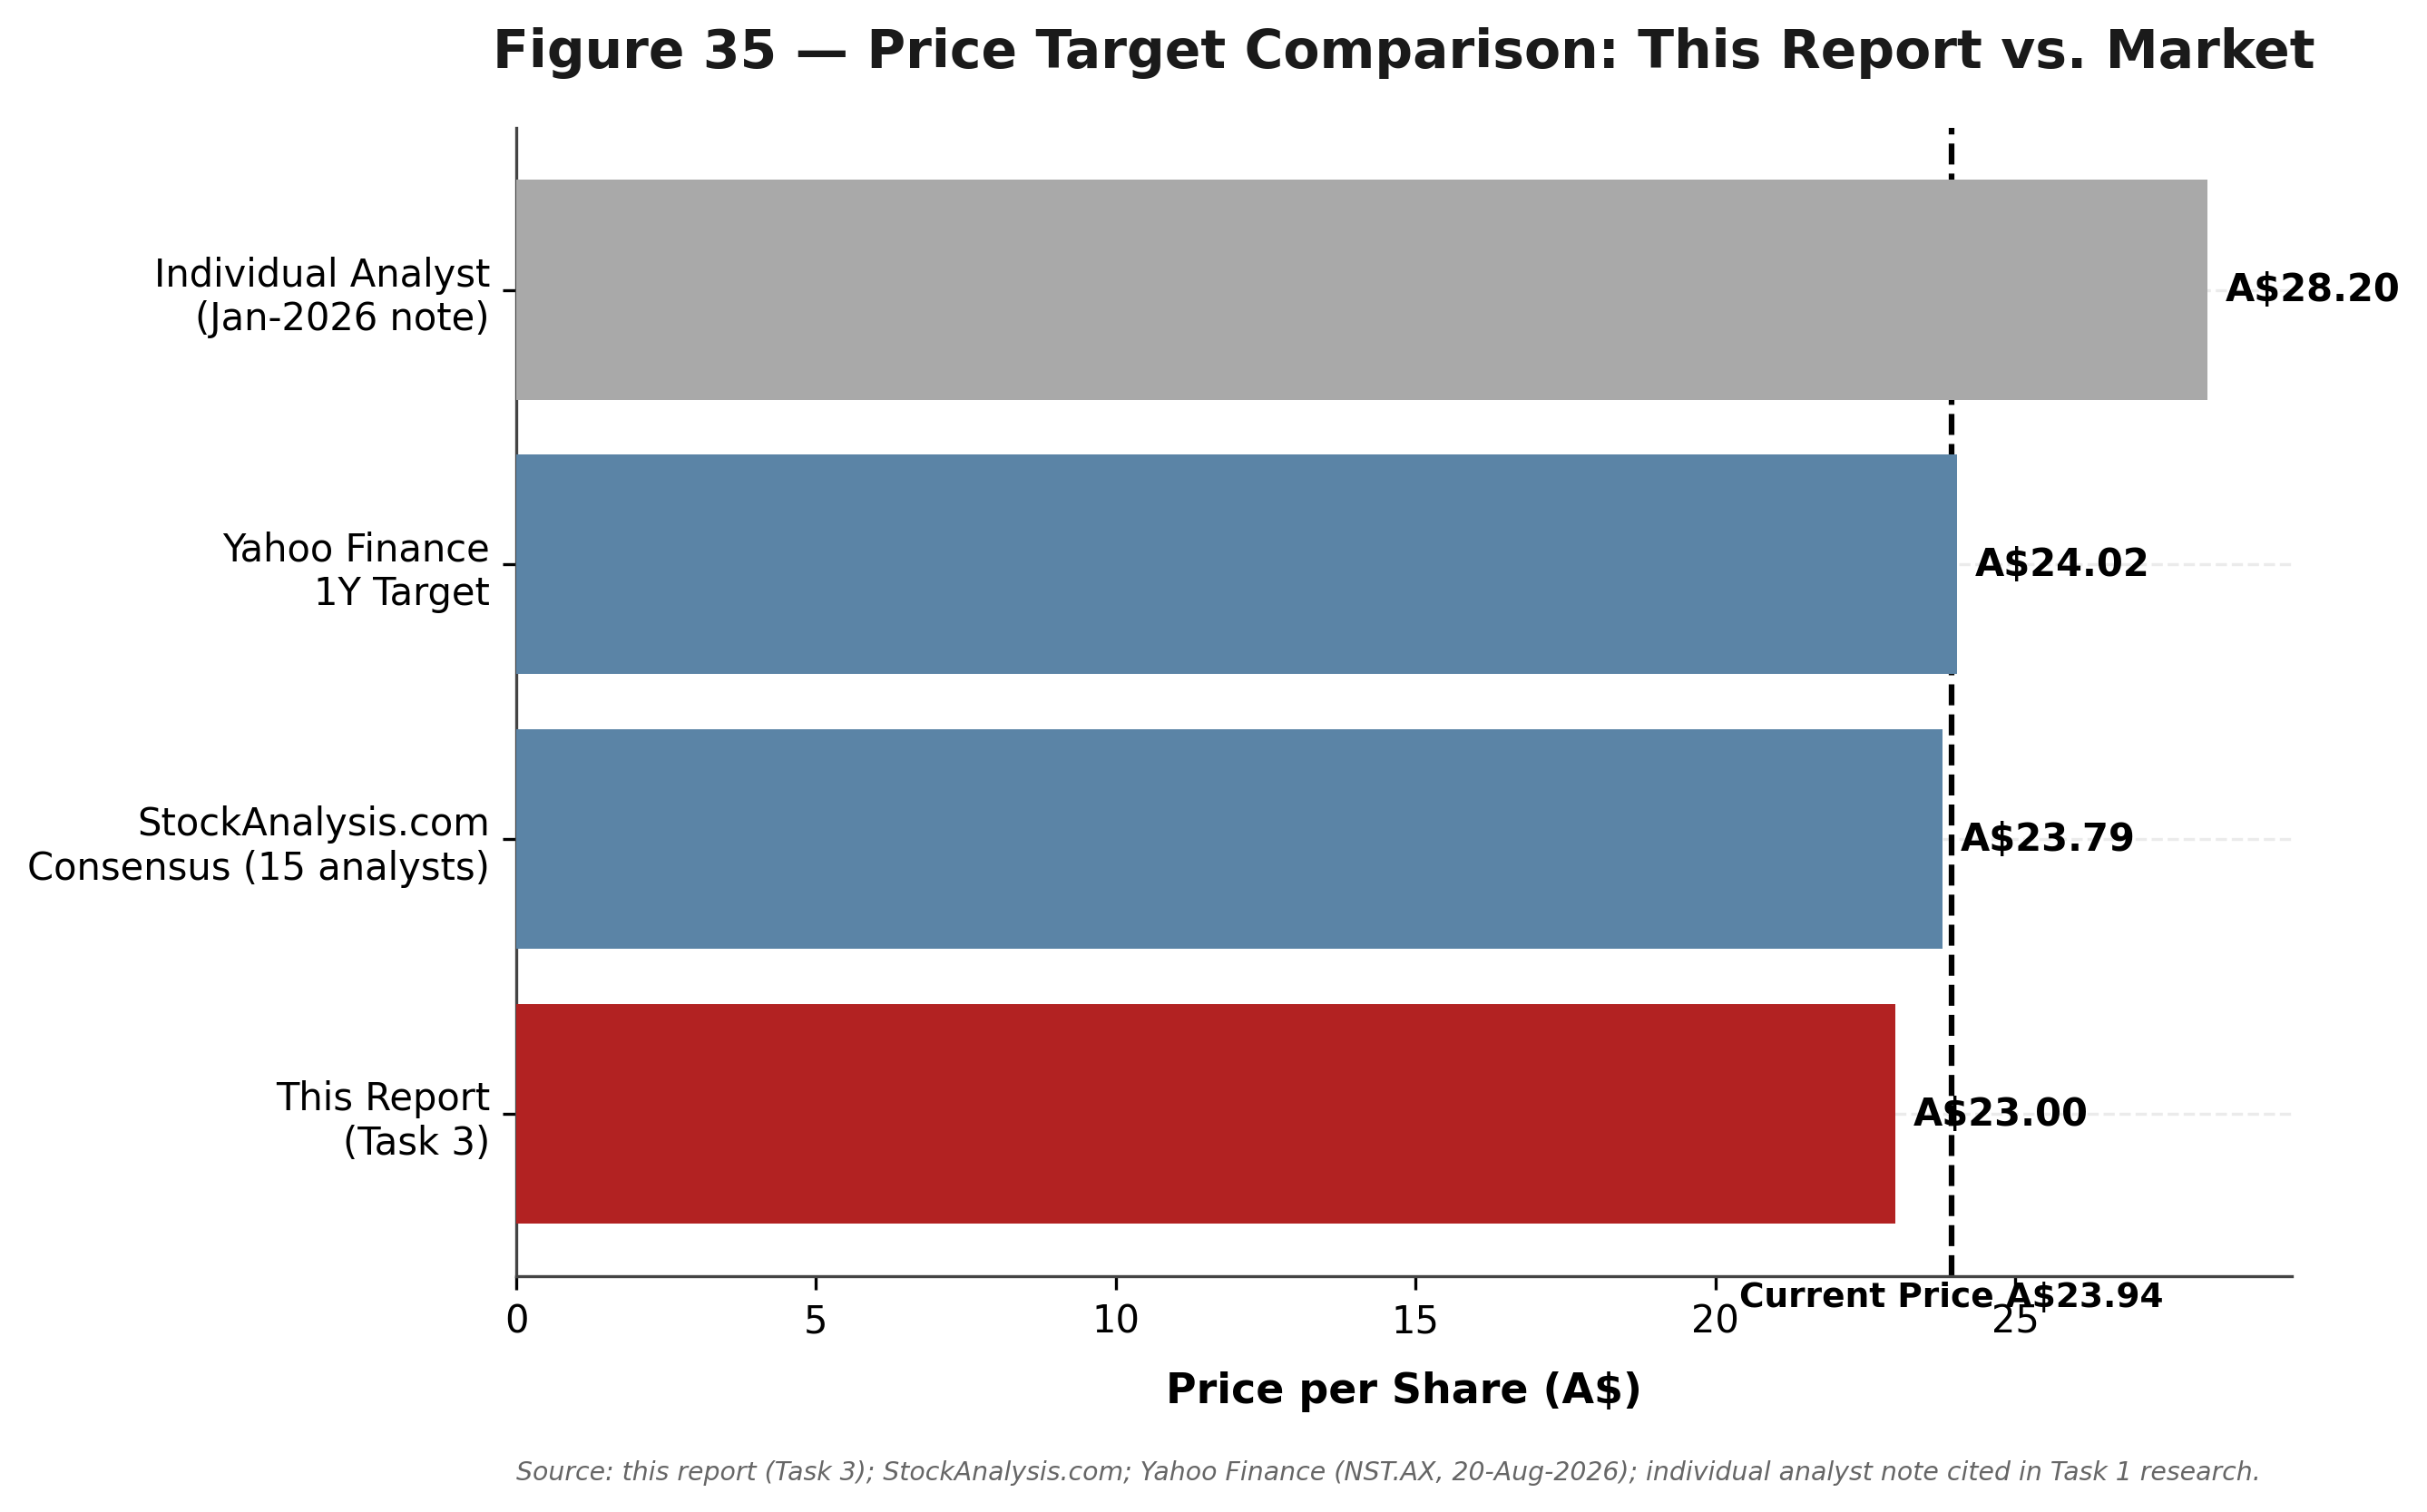 Figure 35 — Price Target Comparison: This Report vs. Market
Individual Analyst
(Jan-2026 note)
A$28.20
Yahoo Finance
1Y Target
A$24.02
StockAnalysis.com
Consensus (15 analysts)
A$23.79
This Report
(Task 3)
A$23.00
Current Price A$23.94
0 5 10 15 20 25
Price per Share (A$)
Source: this report (Task 3); StockAnalysis.com; Yahoo Finance (NST.AX, 20-Aug-2026); individual analyst note cited in Task 1 research.